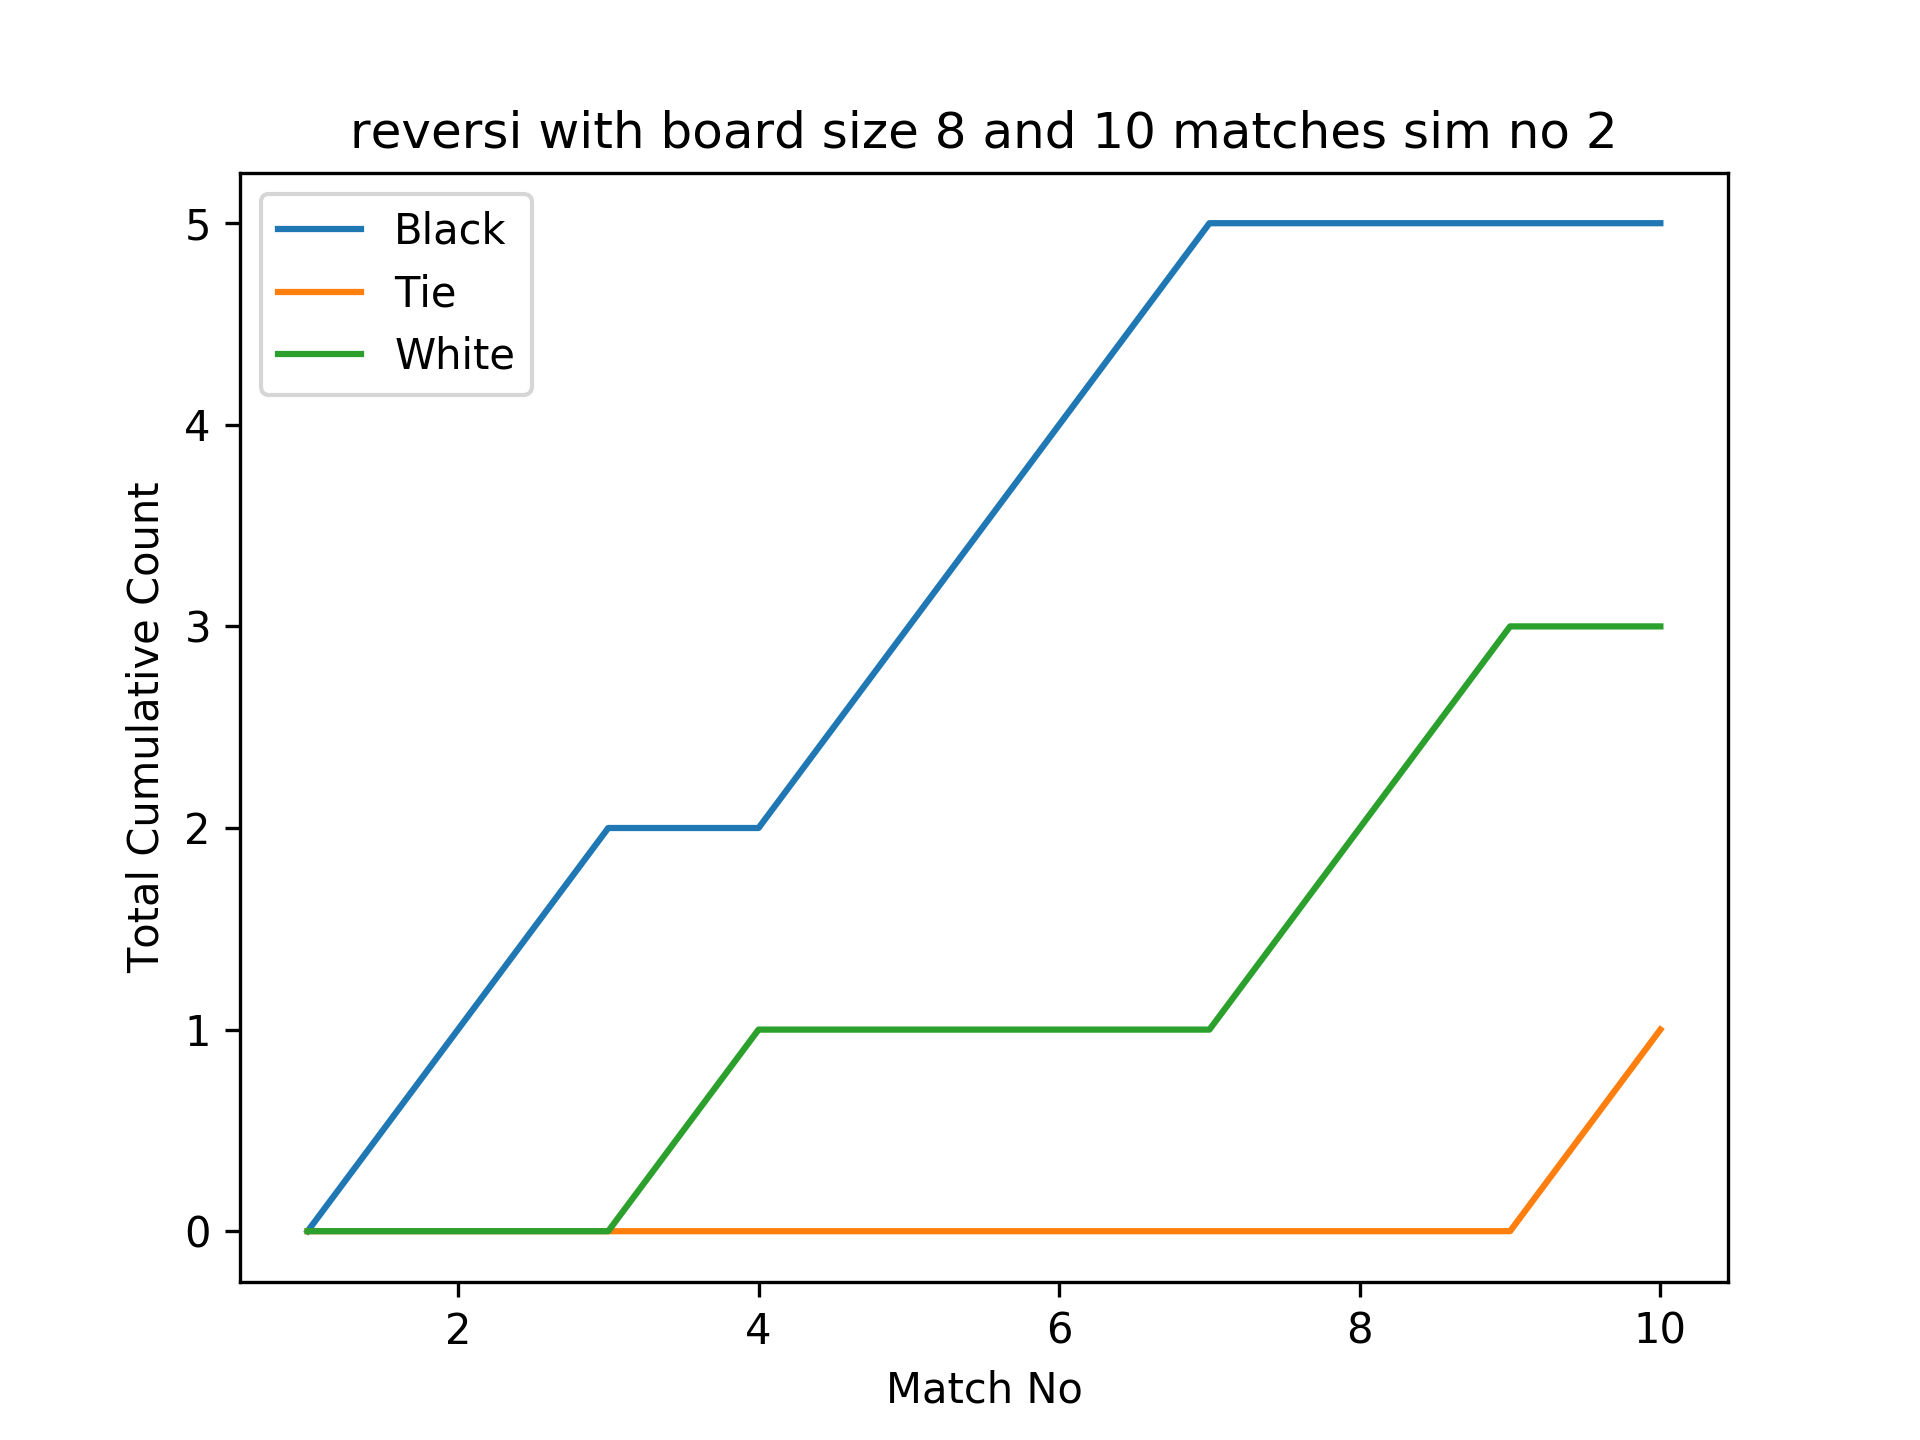 reversi with board size 8 and 10 matches sim no 2
Black
Tie
White
5
4
3
2
1
0
Total Cumulative Count
2
4
6
8
10
Match No